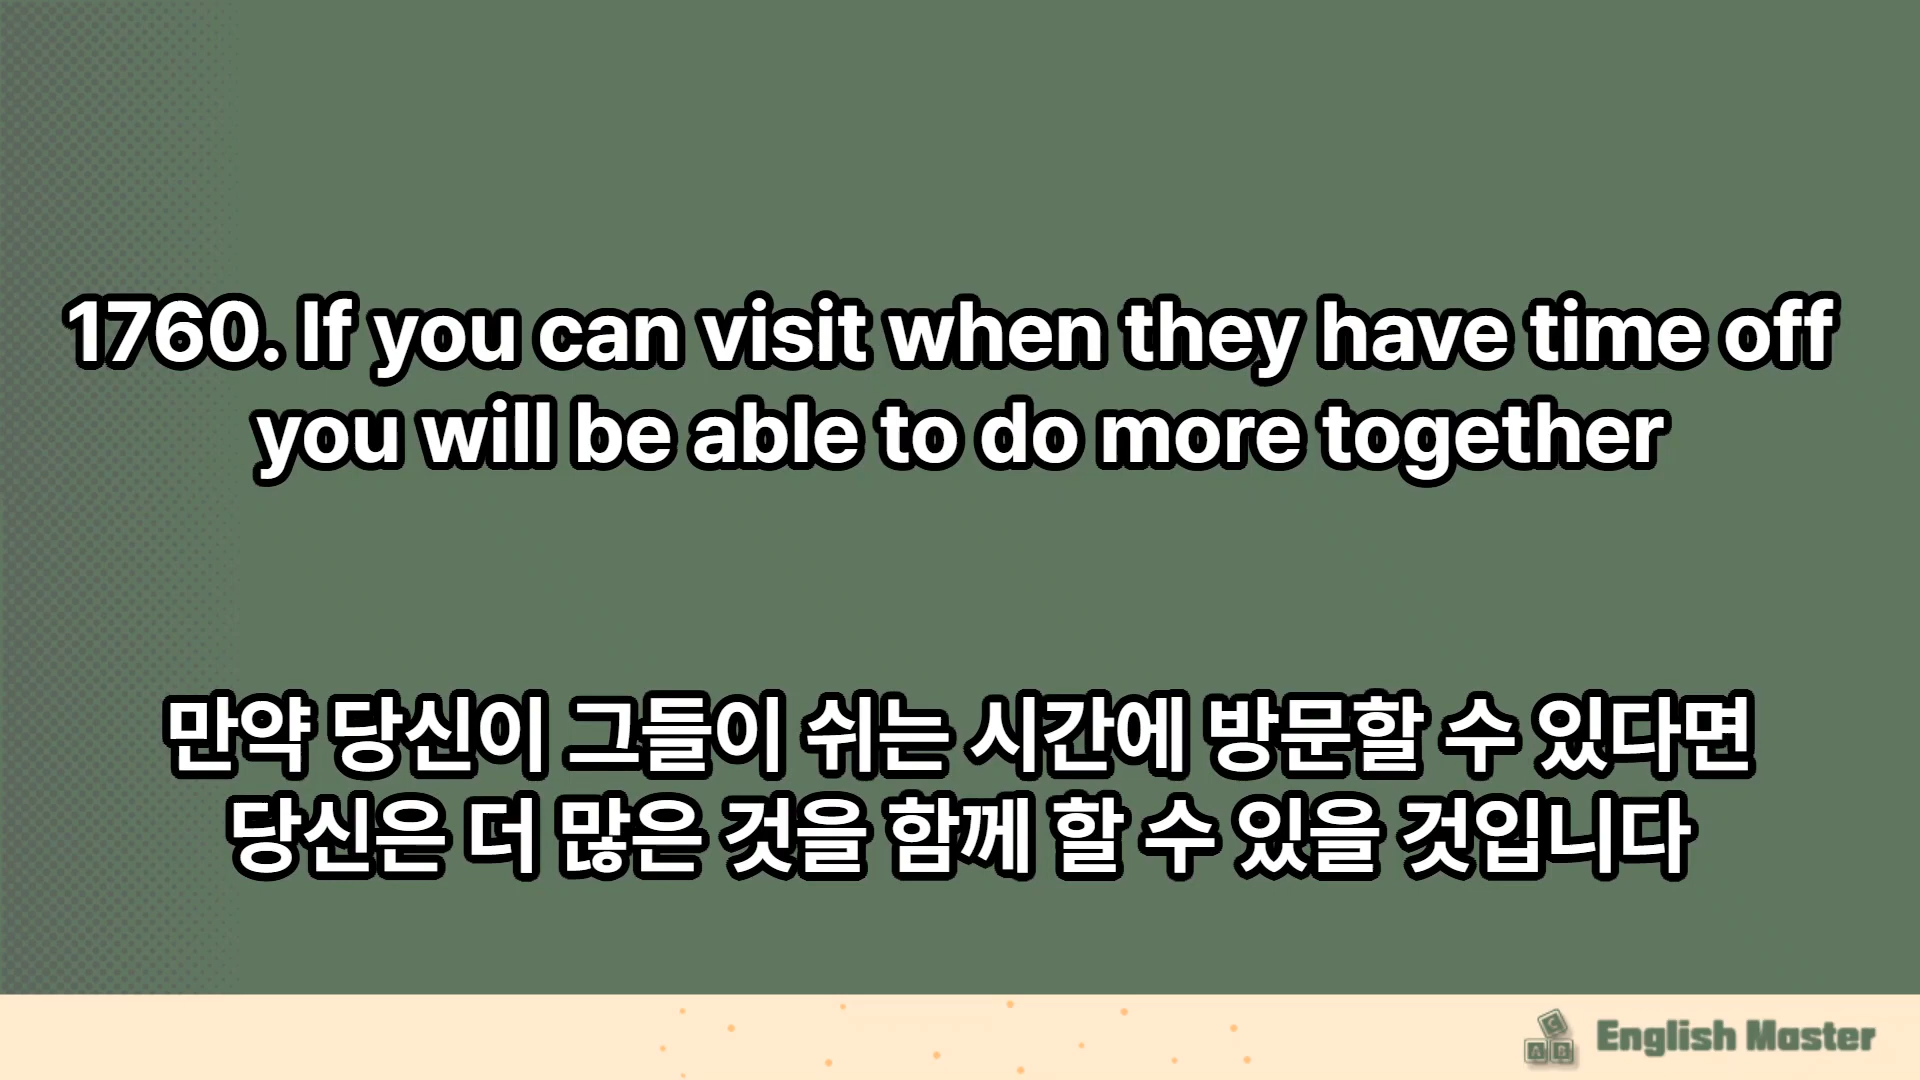 1760. If you can visit when they have time off
you will be able to do more together
만약 당신이 그들이 쉬는 시간에 방문할 수 있다면
당신은 더 많은 것을 함께 할 수 있을 것입니다
C
A B
English Master